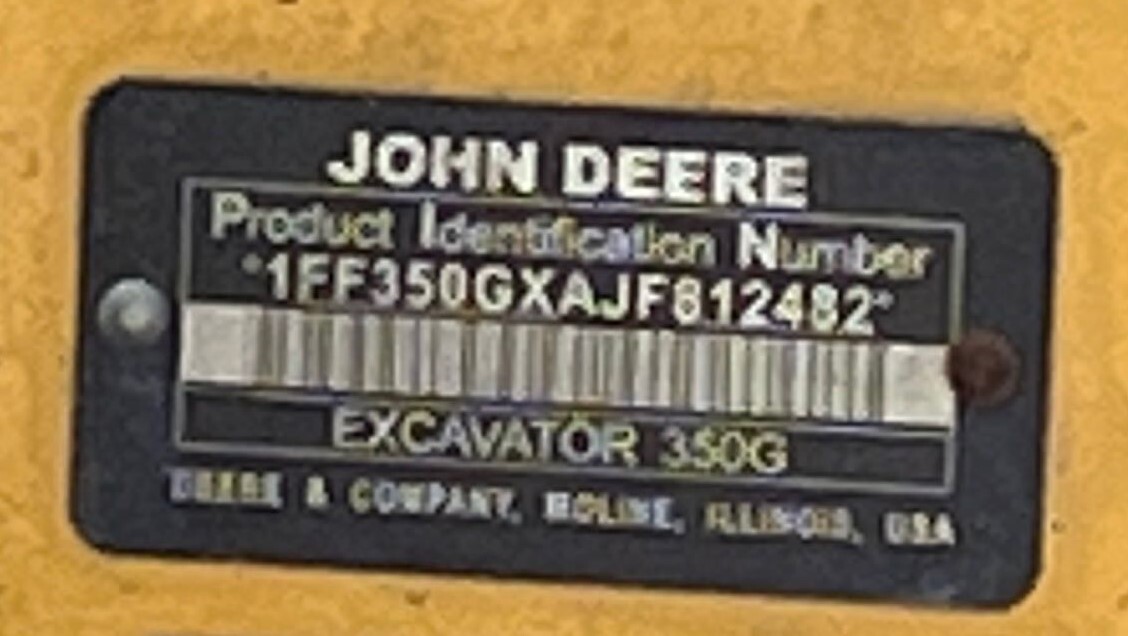 JOHN DEERE
Product Identification Number
*1FF350GXAJF812482*
EXCAVATOR 350G
DEERE & COMPANY, MOLINE, ILLINOIS, USA